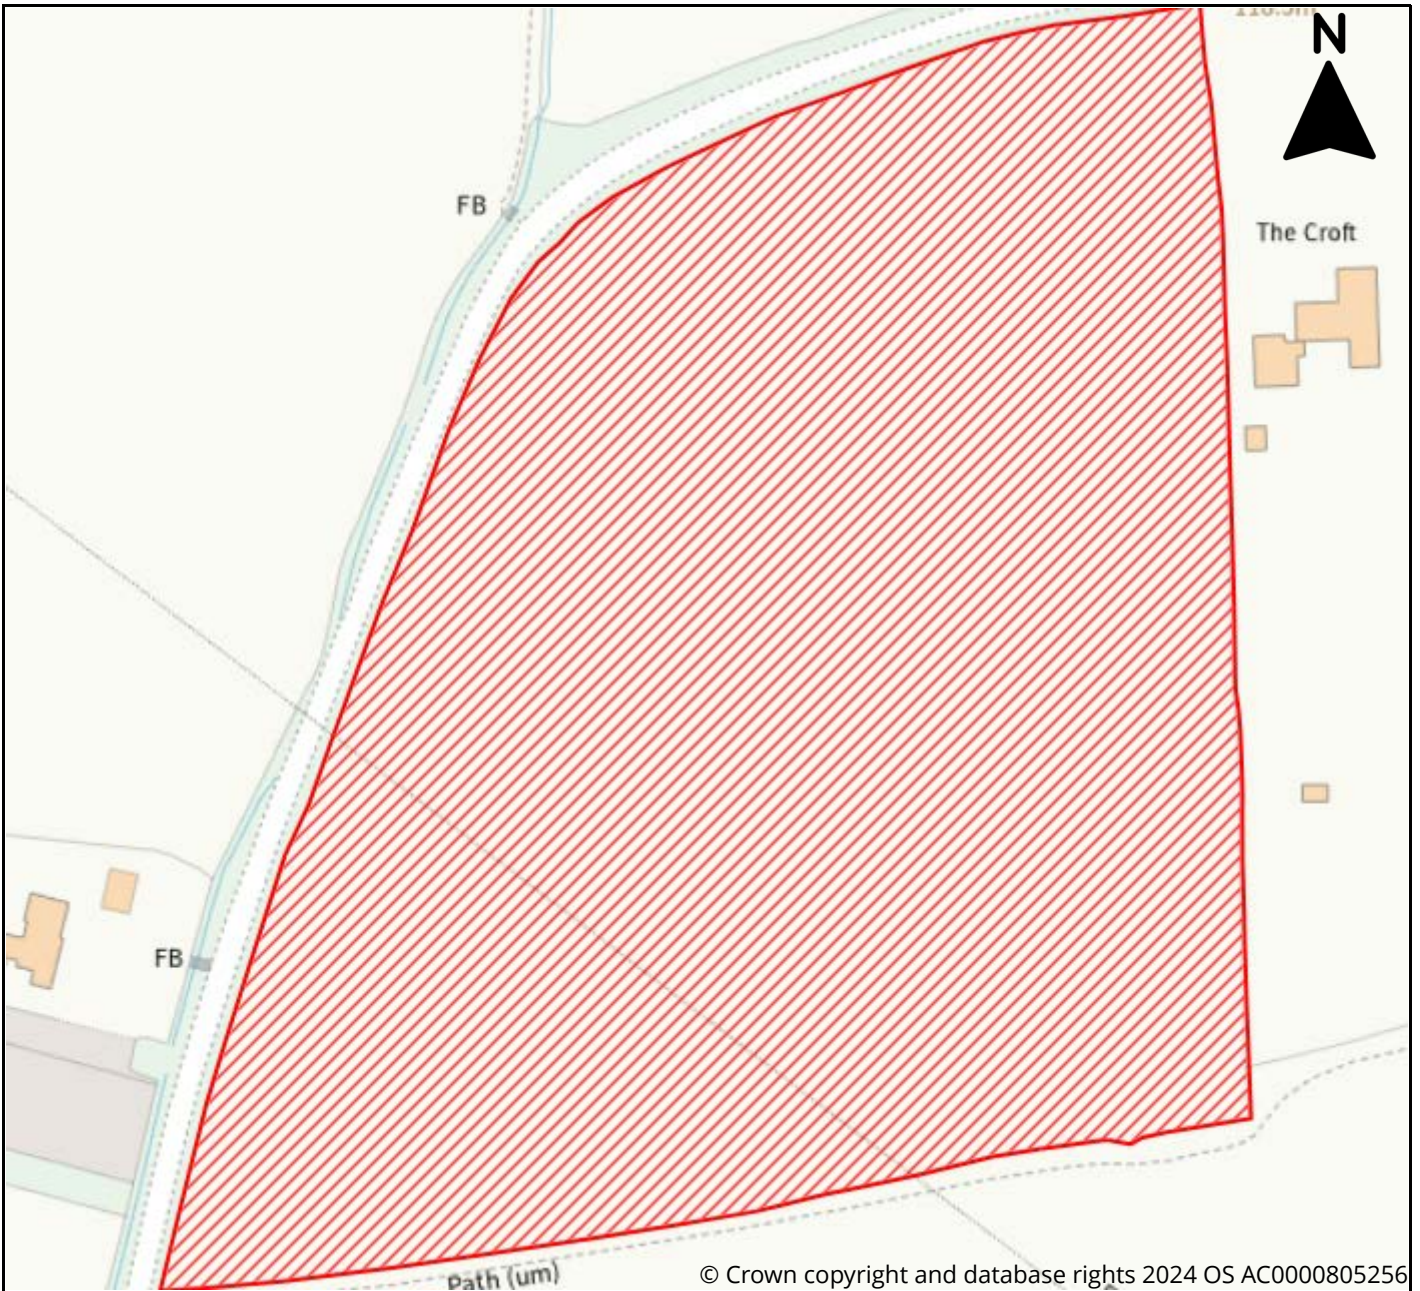 N
FB
The Croft
FB
Path (um)
© Crown copyright and database rights 2024 OS AC0000805256